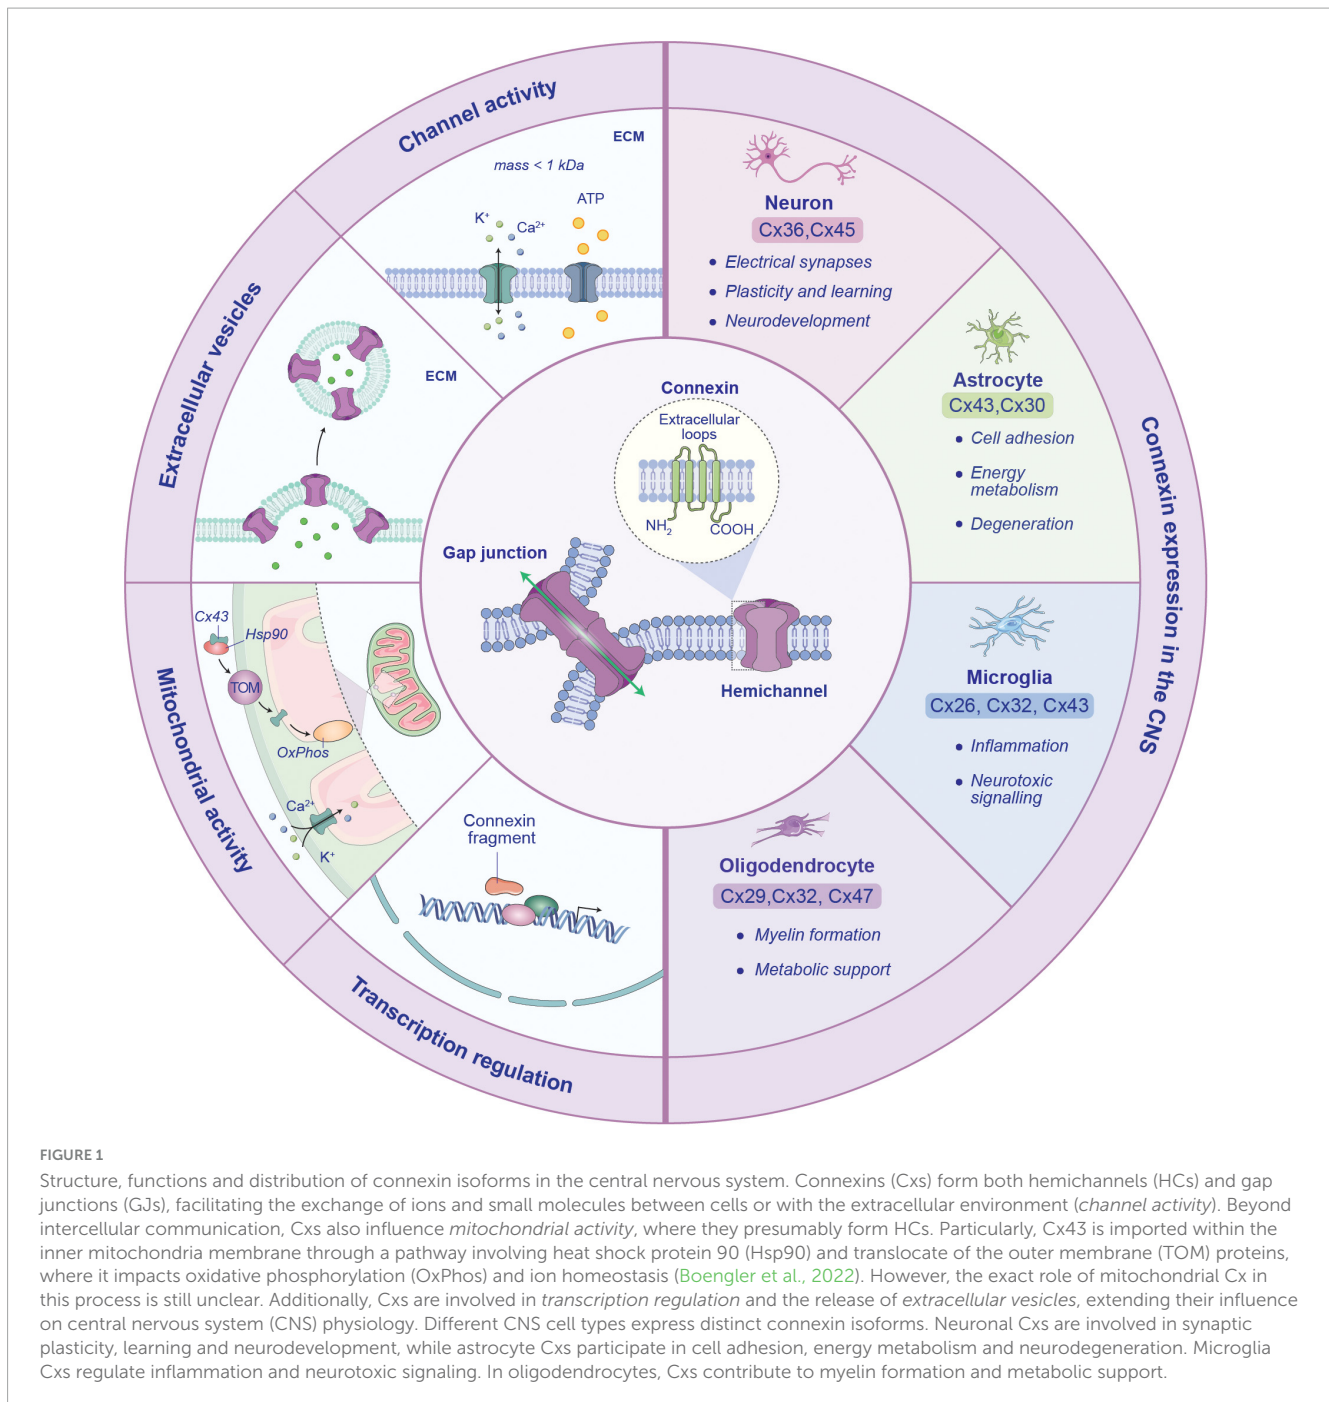 Channel activity
ECM
mass < 1 kDa
K+
Ca2+
ATP
Extracellular vesicles
ECM
Mitochondrial activity
Cx43
Hsp90
TOM
OxPhos
Ca2+
K+
Transcription regulation
Connexin
fragment
Connexin
Extracellular
loops
NH2
COOH
Gap junction
Hemichannel
Connexin expression in the CNS
Neuron
Cx36,Cx45
• Electrical synapses
• Plasticity and learning
• Neurodevelopment
Astrocyte
Cx43,Cx30
• Cell adhesion
• Energy
metabolism
• Degeneration
Microglia
Cx26, Cx32, Cx43
• Inflammation
• Neurotoxic
signalling
Oligodendrocyte
Cx29,Cx32, Cx47
• Myelin formation
• Metabolic support
FIGURE 1
Structure, functions and distribution of connexin isoforms in the central nervous system. Connexins (Cxs) form both hemichannels (HCs) and gap
junctions (GJs), facilitating the exchange of ions and small molecules between cells or with the extracellular environment (channel activity). Beyond
intercellular communication, Cxs also influence mitochondrial activity, where they presumably form HCs. Particularly, Cx43 is imported within the
inner mitochondria membrane through a pathway involving heat shock protein 90 (Hsp90) and translocate of the outer membrane (TOM) proteins,
where it impacts oxidative phosphorylation (OxPhos) and ion homeostasis (Boengler et al., 2022). However, the exact role of mitochondrial Cx in
this process is still unclear. Additionally, Cxs are involved in transcription regulation and the release of extracellular vesicles, extending their influence
on central nervous system (CNS) physiology. Different CNS cell types express distinct connexin isoforms. Neuronal Cxs are involved in synaptic
plasticity, learning and neurodevelopment, while astrocyte Cxs participate in cell adhesion, energy metabolism and neurodegeneration. Microglia
Cxs regulate inflammation and neurotoxic signaling. In oligodendrocytes, Cxs contribute to myelin formation and metabolic support.